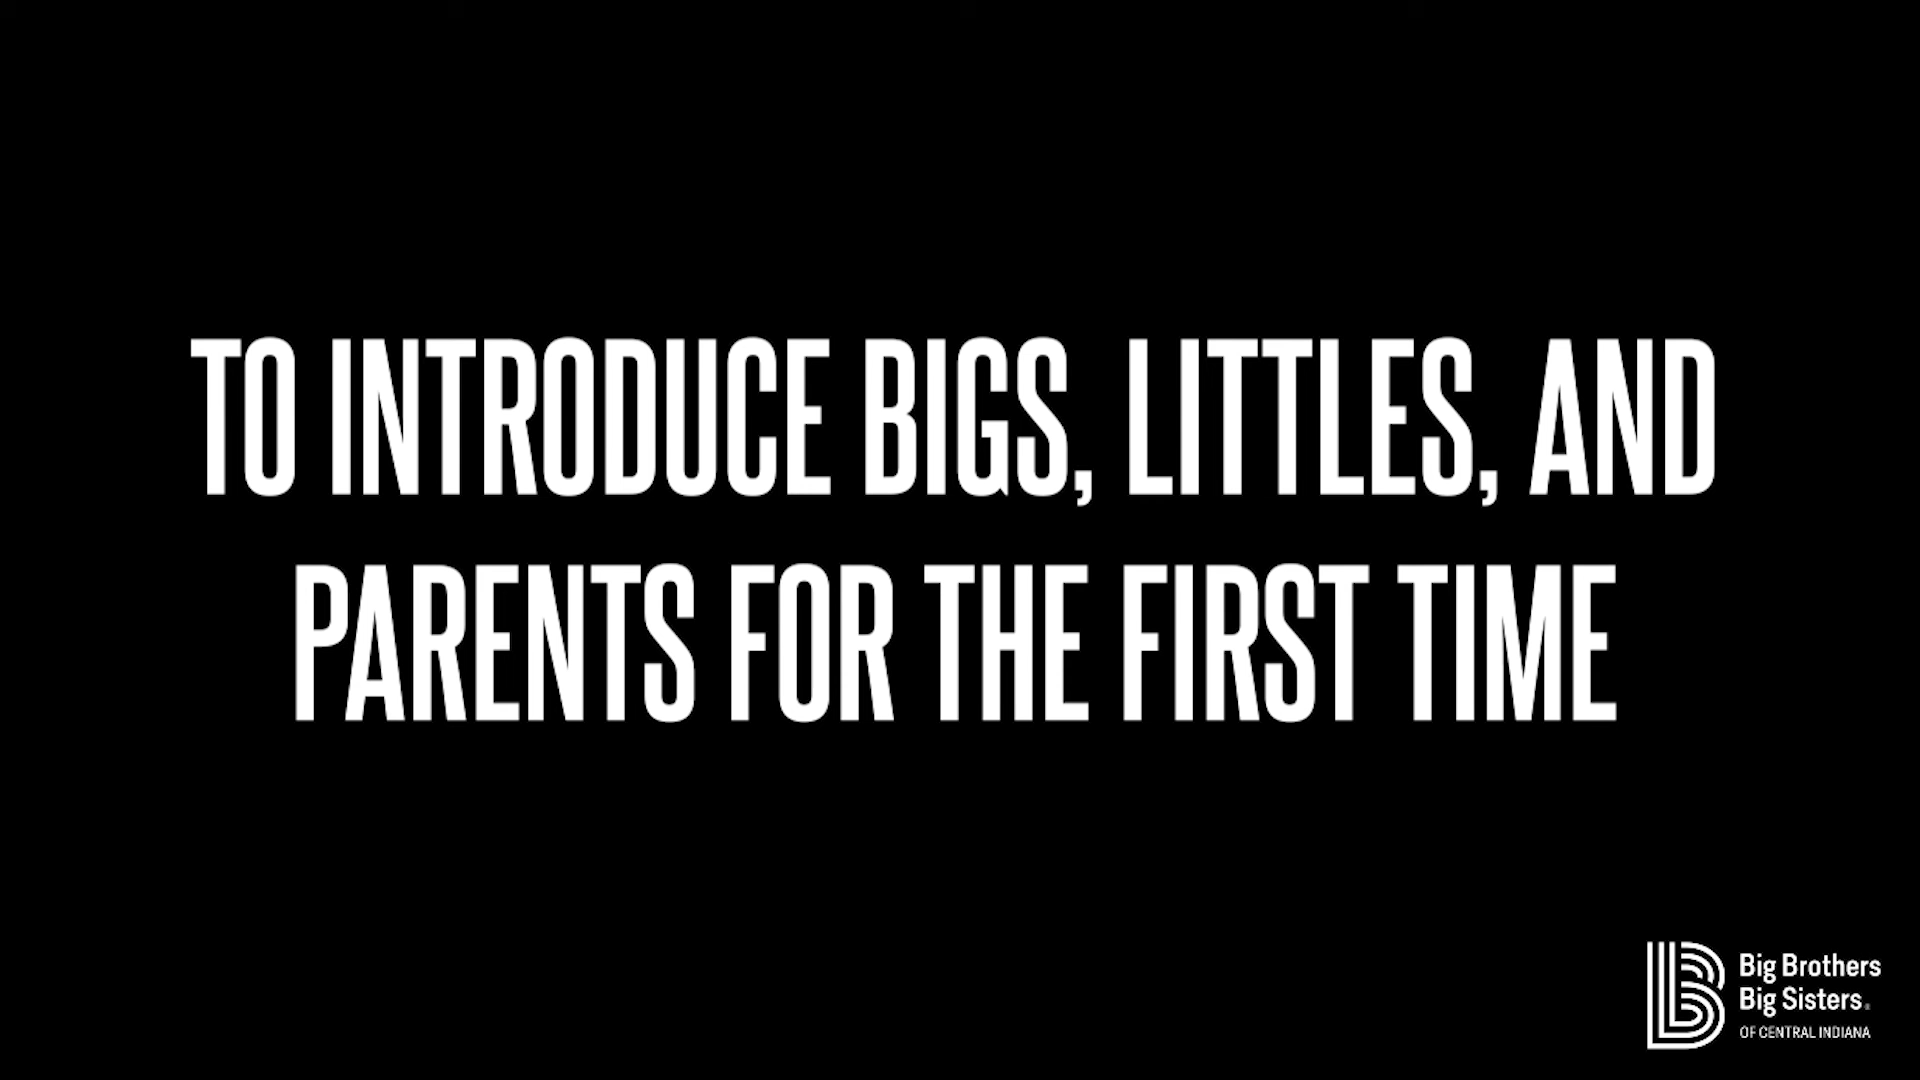 TO INTRODUCE BIGS, LITTLES, AND
PARENTS FOR THE FIRST TIME
Big Brothers
Big Sisters®
OF CENTRAL INDIANA